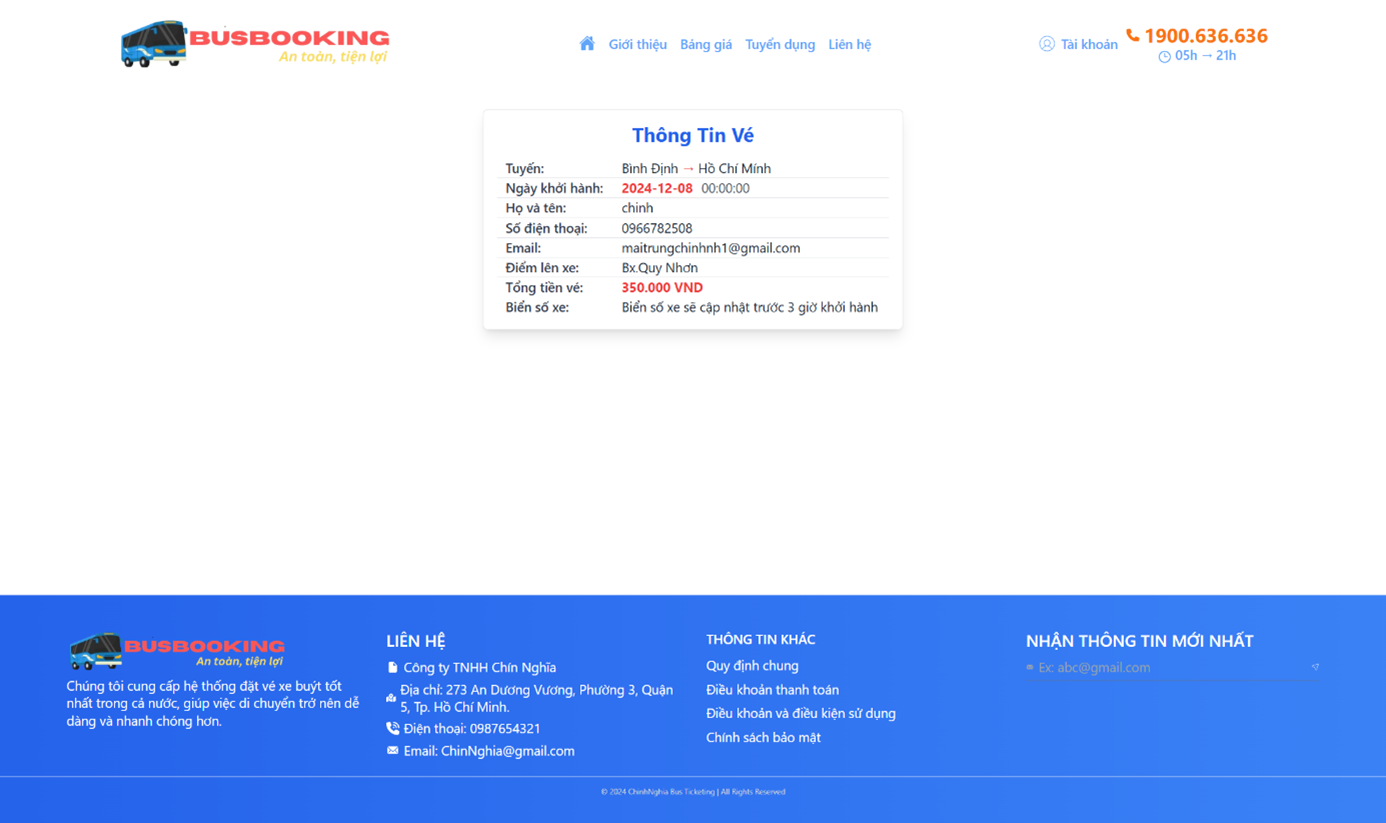 BUSBOOKING
An toàn, tiện lợi
Giới thiệu Bảng giá Tuyển dụng Liên hệ
Tài khoản
1900.636.636
05h → 21h
Thông Tin Vé
Tuyến: Bình Định → Hồ Chí Mính
Ngày khởi hành: 2024-12-08 00:00:00
Họ và tên: chinh
Số điện thoại: 0966782508
Email: maitrungchinhnh1@gmail.com
Điểm lên xe: Bx.Quy Nhơn
Tổng tiền vé: 350.000 VND
Biển số xe: Biển số xe sẽ cập nhật trước 3 giờ khởi hành
BUSBOOKING
An toàn, tiện lợi
Chúng tôi cung cấp hệ thống đặt vé xe buýt tốt
nhất trong cả nước, giúp việc di chuyển trở nên dễ
dàng và nhanh chóng hơn.
LIÊN HỆ
Công ty TNHH Chín Nghĩa
Địa chỉ: 273 An Dương Vương, Phường 3, Quận
5, Tp. Hồ Chí Minh.
Điện thoại: 0987654321
Email: ChinNghia@gmail.com
THÔNG TIN KHÁC
Quy định chung
Điều khoản thanh toán
Điều khoản và điều kiện sử dụng
Chính sách bảo mật
NHẬN THÔNG TIN MỚI NHẤT
Ex: abc@gmail.com
© 2024 ChinhNghia Bus Ticketing | All Rights Reserved